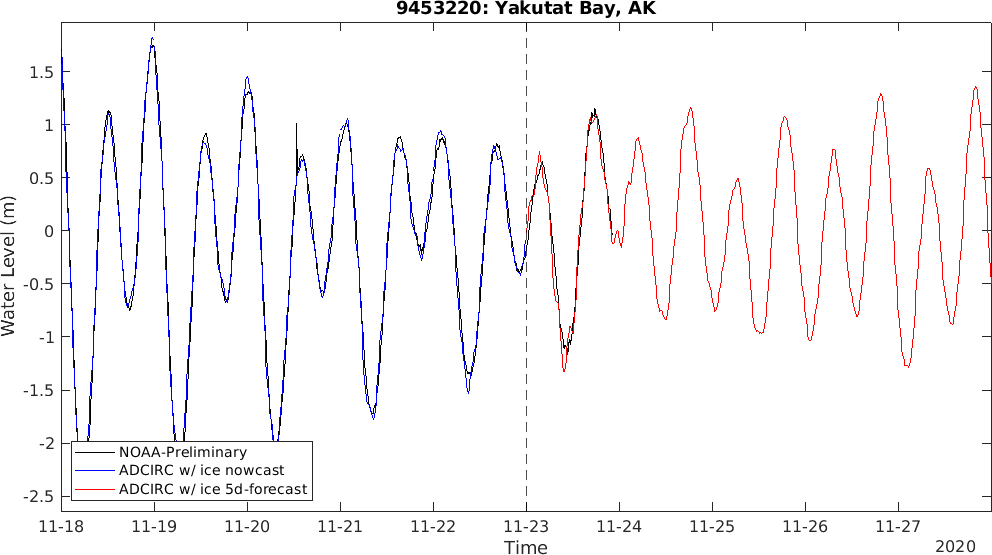 9453220: Yakutat Bay, AK
Water Level (m)
1.5
1
0.5
0
-0.5
-1
-1.5
-2
-2.5
NOAA-Preliminary
ADCIRC w/ ice nowcast
ADCIRC w/ ice 5d-forecast
11-18 11-19 11-20 11-21 11-22 11-23 11-24 11-25 11-26 11-27
Time
2020